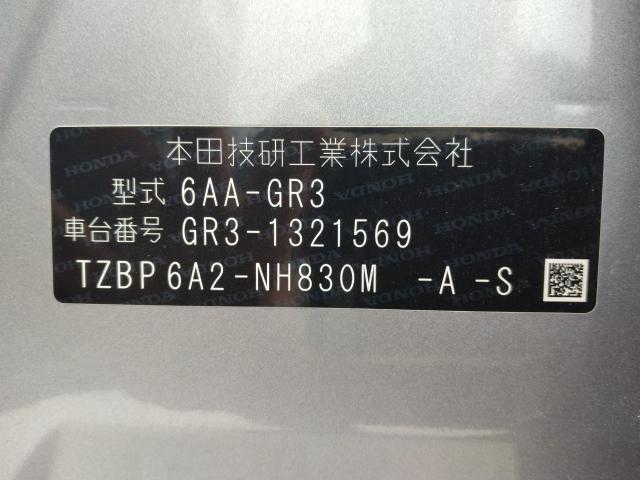 本田技研工業株式会社
型式 6AA-GR3
車台番号 GR3-1321569
TZBP 6A2-NH830M -A -S